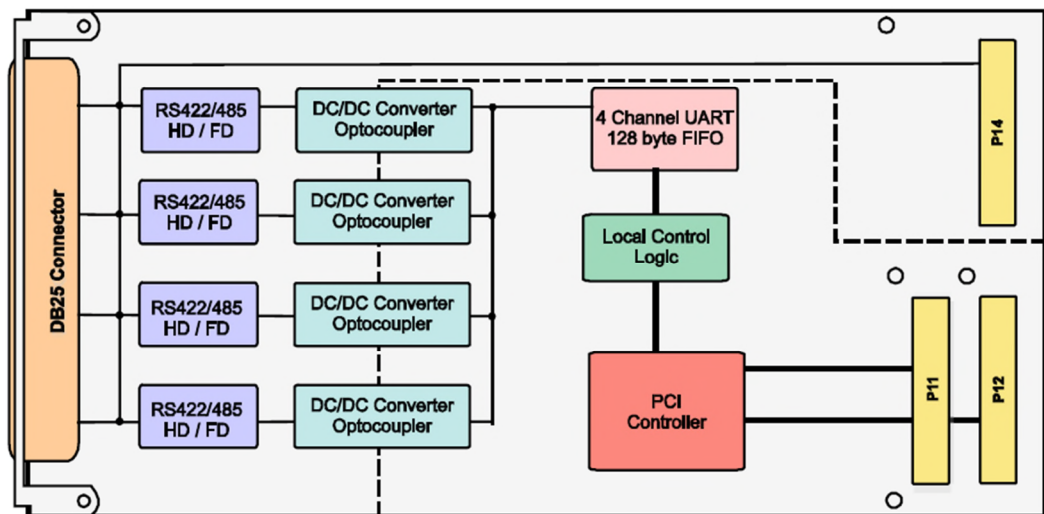 DB25 Connector
RS422/485
HD / FD
DC/DC Converter
Optocoupler
4 Channel UART
128 byte FIFO
P14
RS422/485
HD / FD
DC/DC Converter
Optocoupler
Local Control
Logic
RS422/485
HD / FD
DC/DC Converter
Optocoupler
RS422/485
HD / FD
DC/DC Converter
Optocoupler
PCI
Controller
P11
P12